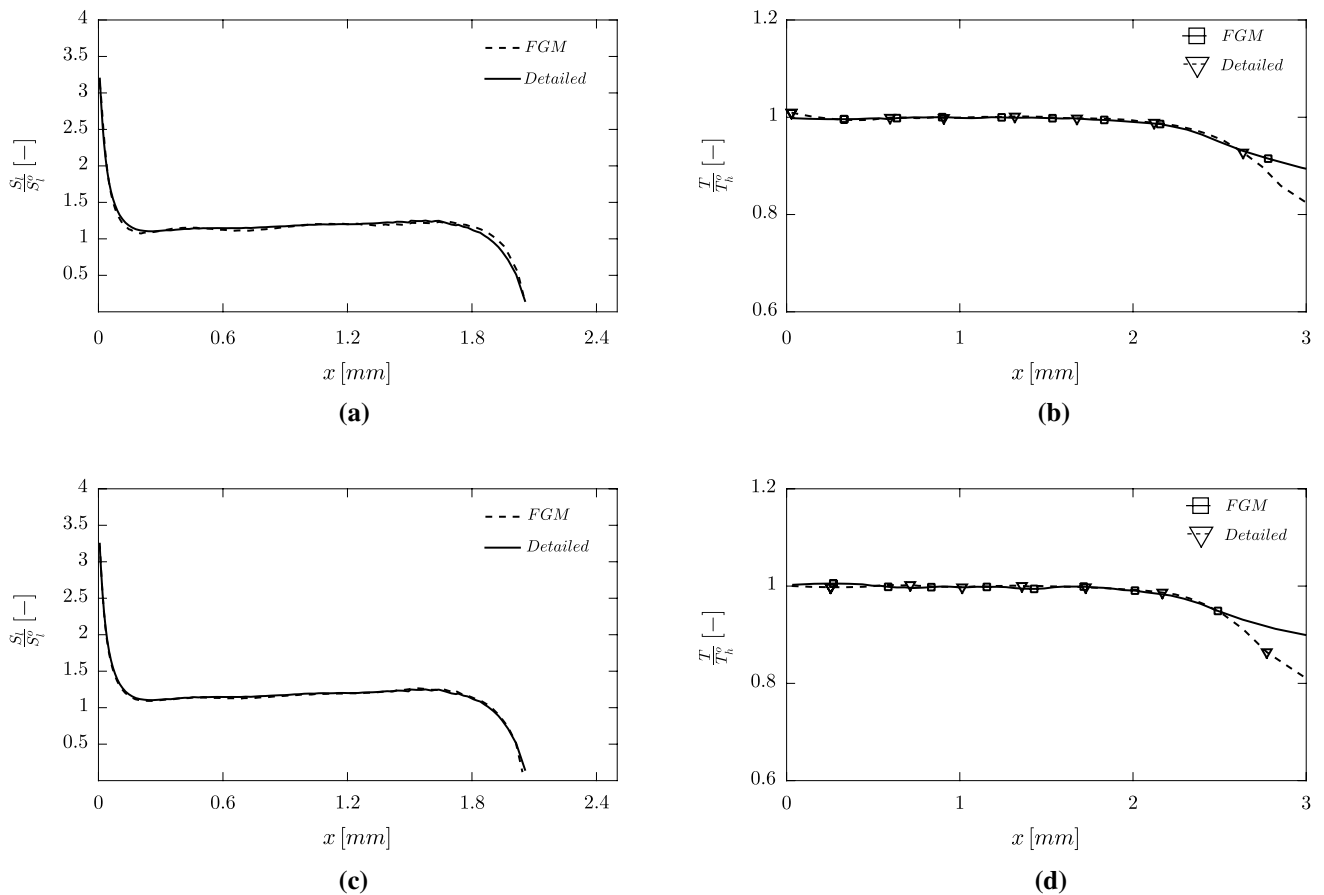 4
3.5
3
2.5
2
1.5
1
0.5
S_l / S_l^o [−]
FGM
Detailed
0 0.6 1.2 1.8 2.4
x [mm]
(a)
1.2
1
0.8
0.6
T / T_h^o [−]
FGM
Detailed
0 1 2 3
x [mm]
(b)
4
3.5
3
2.5
2
1.5
1
0.5
S_l / S_l^o [−]
FGM
Detailed
0 0.6 1.2 1.8 2.4
x [mm]
(c)
1.2
1
0.8
0.6
T / T_h^o [−]
FGM
Detailed
0 1 2 3
x [mm]
(d)